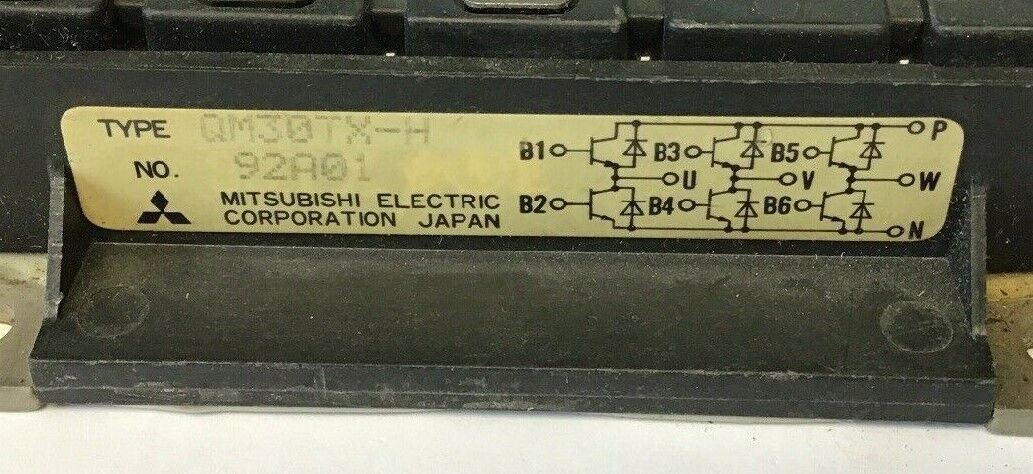 TYPE QM30TX-H
NO. 92A01
MITSUBISHI ELECTRIC
CORPORATION JAPAN
B1 B3 B5 P
U V W
B2 B4 B6 N